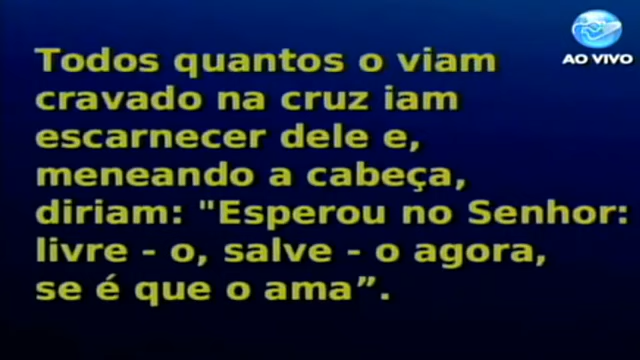 AO VIVO
Todos quantos o viam
cravado na cruz iam
escarnecer dele e,
meneando a cabeça,
diriam: "Esperou no Senhor:
livre - o, salve - o agora,
se é que o ama”.